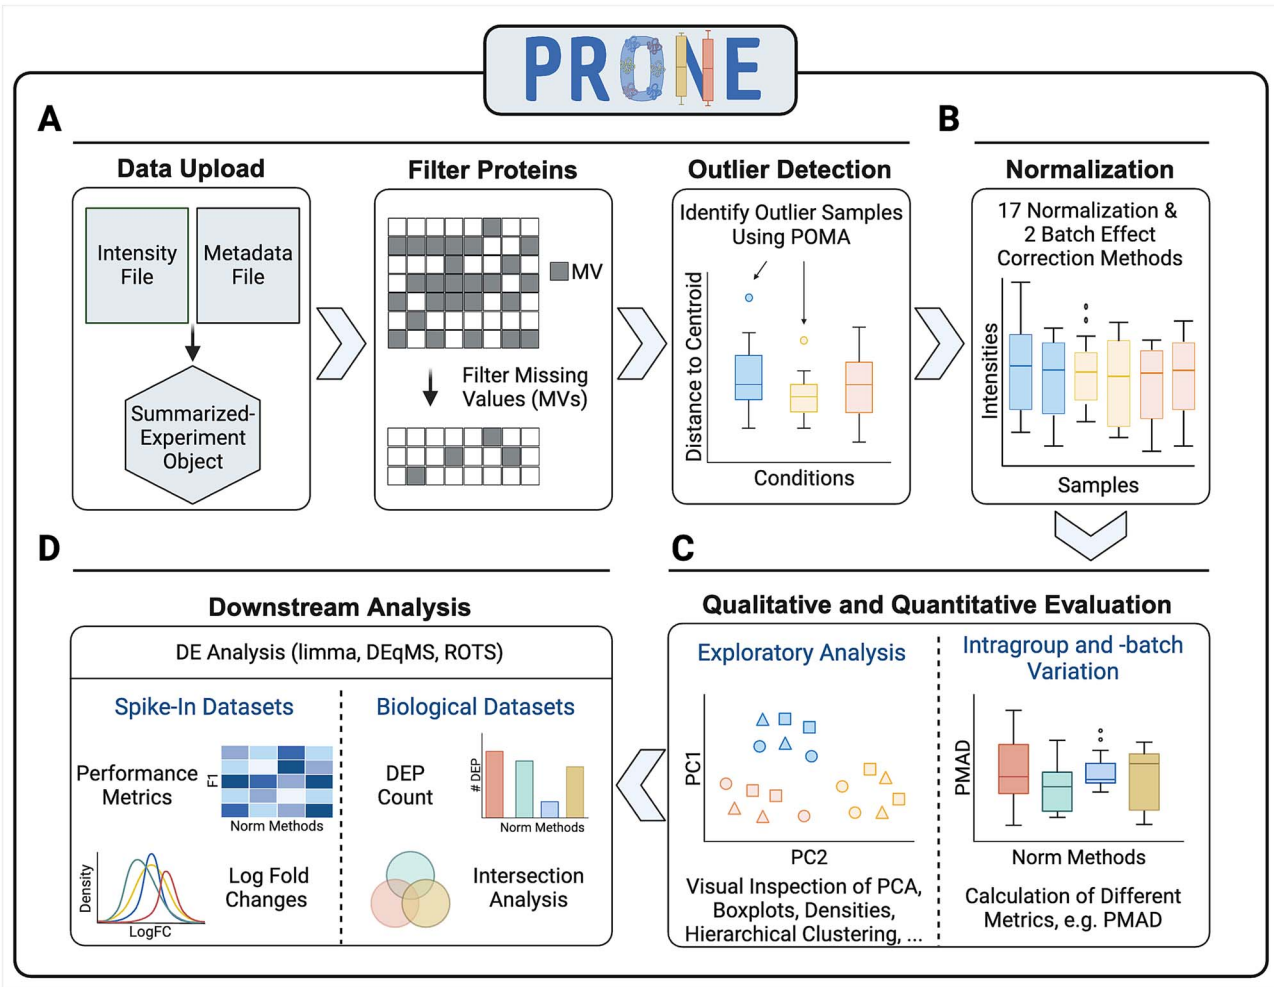 PRONE
A
Data Upload
Intensity
File
Metadata
File
Summarized-
Experiment
Object
Filter Proteins
MV
Filter Missing
Values (MVs)
Outlier Detection
Identify Outlier Samples
Using POMA
Distance to Centroid
Conditions
B
Normalization
17 Normalization &
2 Batch Effect
Correction Methods
Intensities
Samples
D
Downstream Analysis
DE Analysis (limma, DEqMS, ROTS)
Spike-In Datasets
Performance
Metrics
F1
Norm Methods
Density
LogFC
Log Fold
Changes
Biological Datasets
DEP
Count
# DEP
Norm Methods
Intersection
Analysis
C
Qualitative and Quantitative Evaluation
Exploratory Analysis
PC1
PC2
Visual Inspection of PCA,
Boxplots, Densities,
Hierarchical Clustering, ...
Intragroup and -batch
Variation
PMAD
Norm Methods
Calculation of Different
Metrics, e.g. PMAD